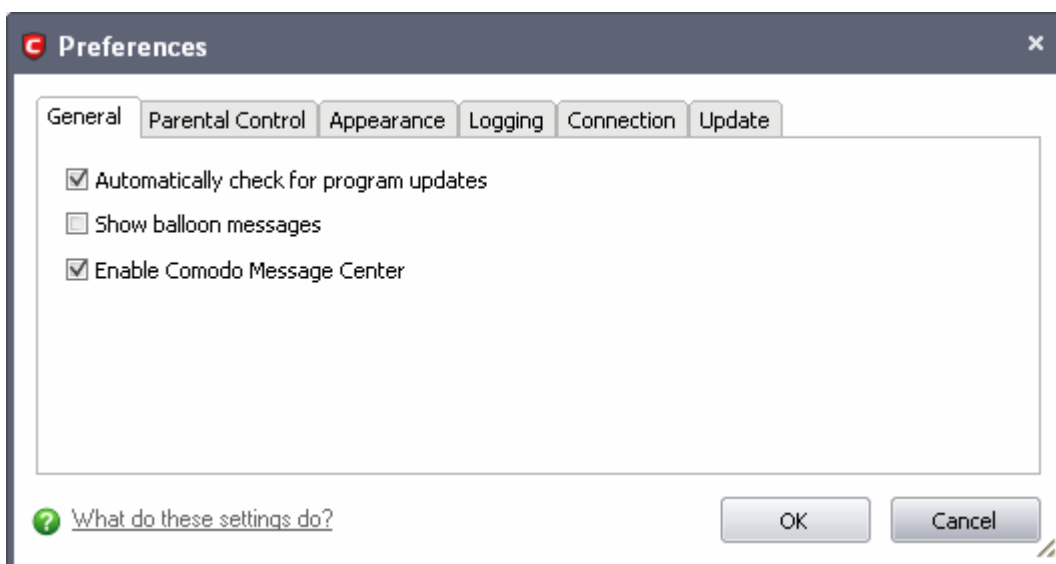 Preferences
General Parental Control Appearance Logging Connection Update
Automatically check for program updates
Show balloon messages
Enable Comodo Message Center
What do these settings do?
OK Cancel